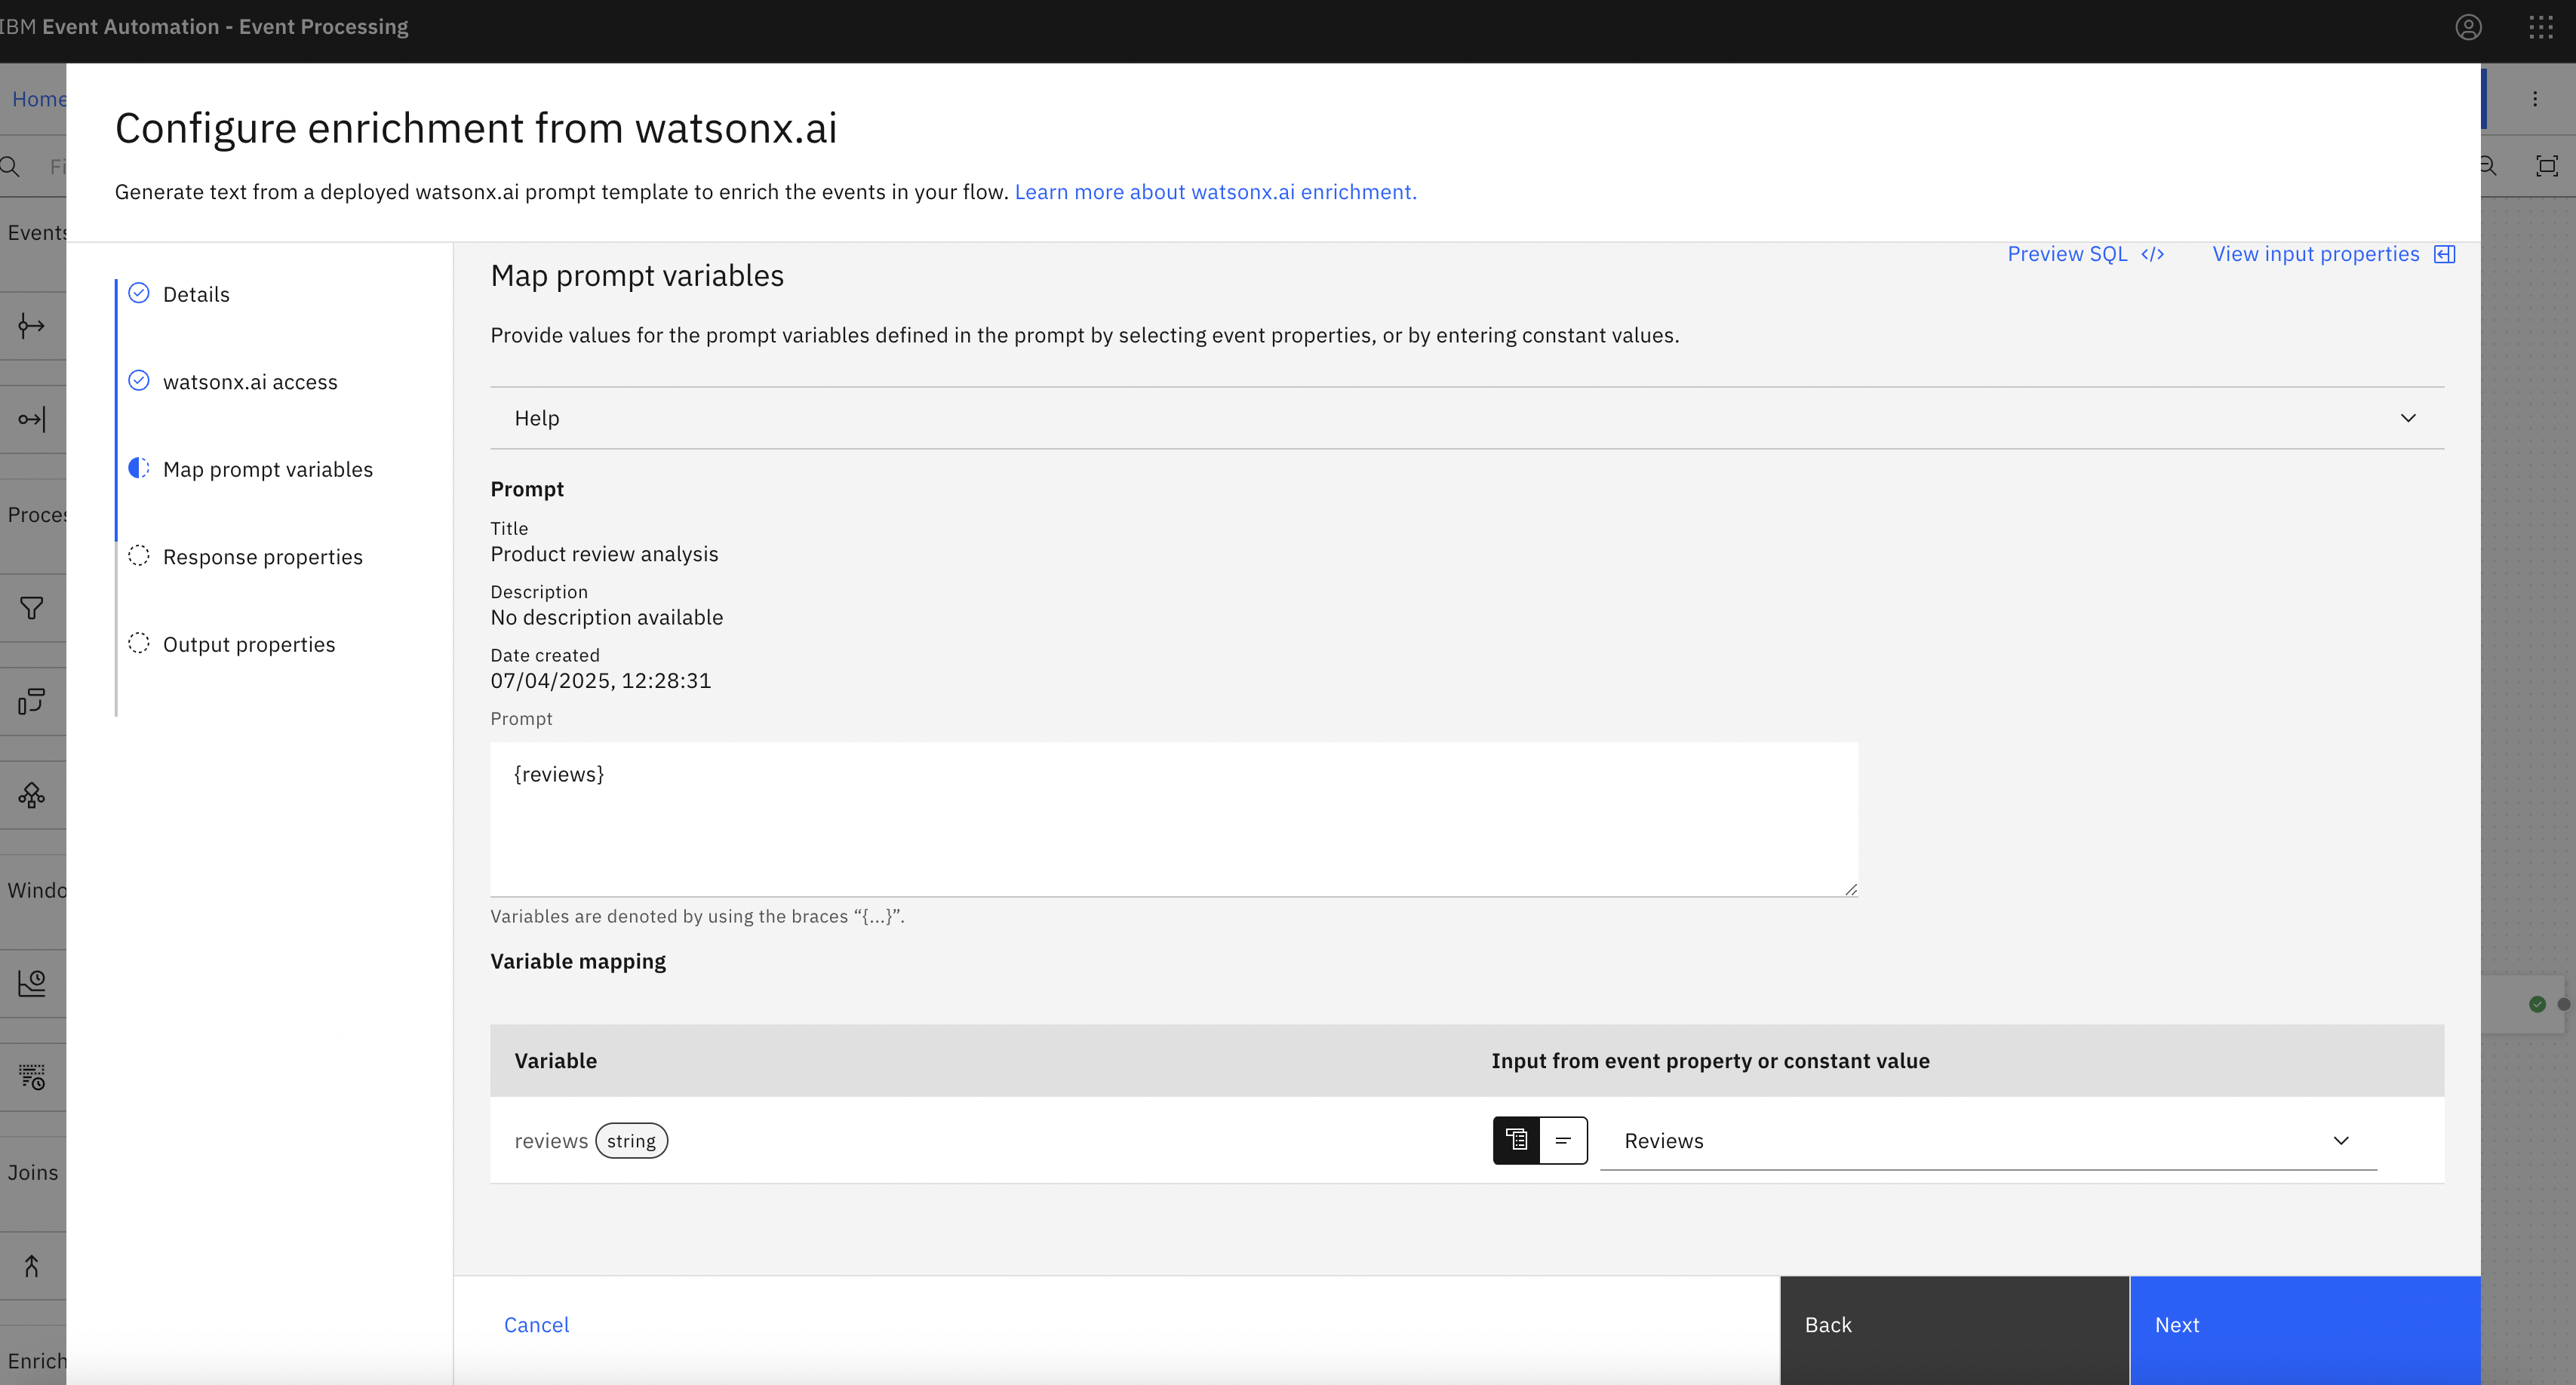 IBM Event Automation - Event Processing
Home
Configure enrichment from watsonx.ai
Fi
Generate text from a deployed watsonx.ai prompt template to enrich the events in your flow. Learn more about watsonx.ai enrichment.
Events
Preview SQL </>
View input properties
Details
watsonx.ai access
Map prompt variables
Response properties
Output properties
Proces
Windo
Joins
Enrich
Map prompt variables
Provide values for the prompt variables defined in the prompt by selecting event properties, or by entering constant values.
Help
Prompt
Title
Product review analysis
Description
No description available
Date created
07/04/2025, 12:28:31
Prompt
{reviews}
Variables are denoted by using the braces “{...}”.
Variable mapping
Variable
Input from event property or constant value
reviews string
Reviews
Cancel
Back
Next